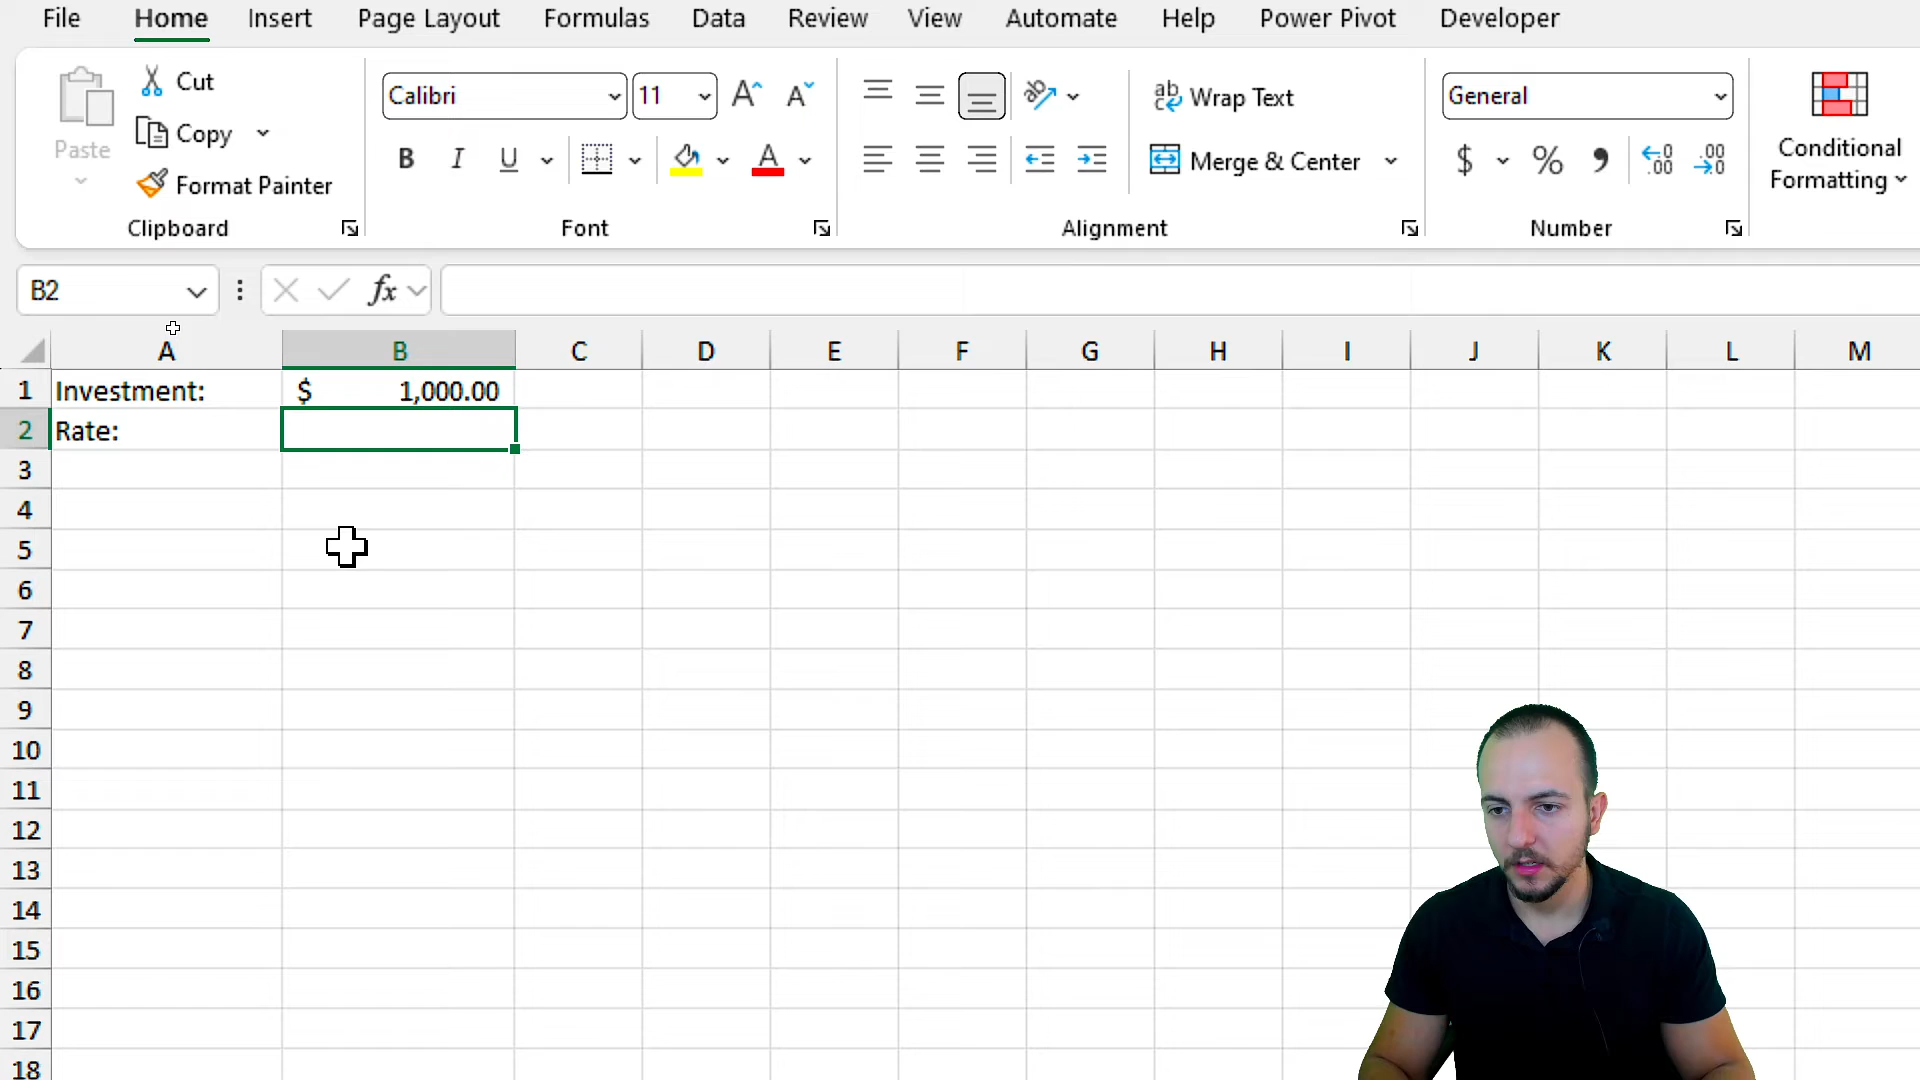 File Home Insert Page Layout Formulas Data Review View Automate Help Power Pivot Developer
Paste
Cut
Copy
Format Painter
Clipboard
Calibri 11 A A
B I U A
Font
ab Wrap Text
Merge & Center
Alignment
General
$ % , .00 .00
Number
Conditional
Formatting
B2 fx
A B C D E F G H I J K L M
1 Investment: $ 1,000.00
2 Rate:
3
4
5
6
7
8
9
10
11
12
13
14
15
16
17
18